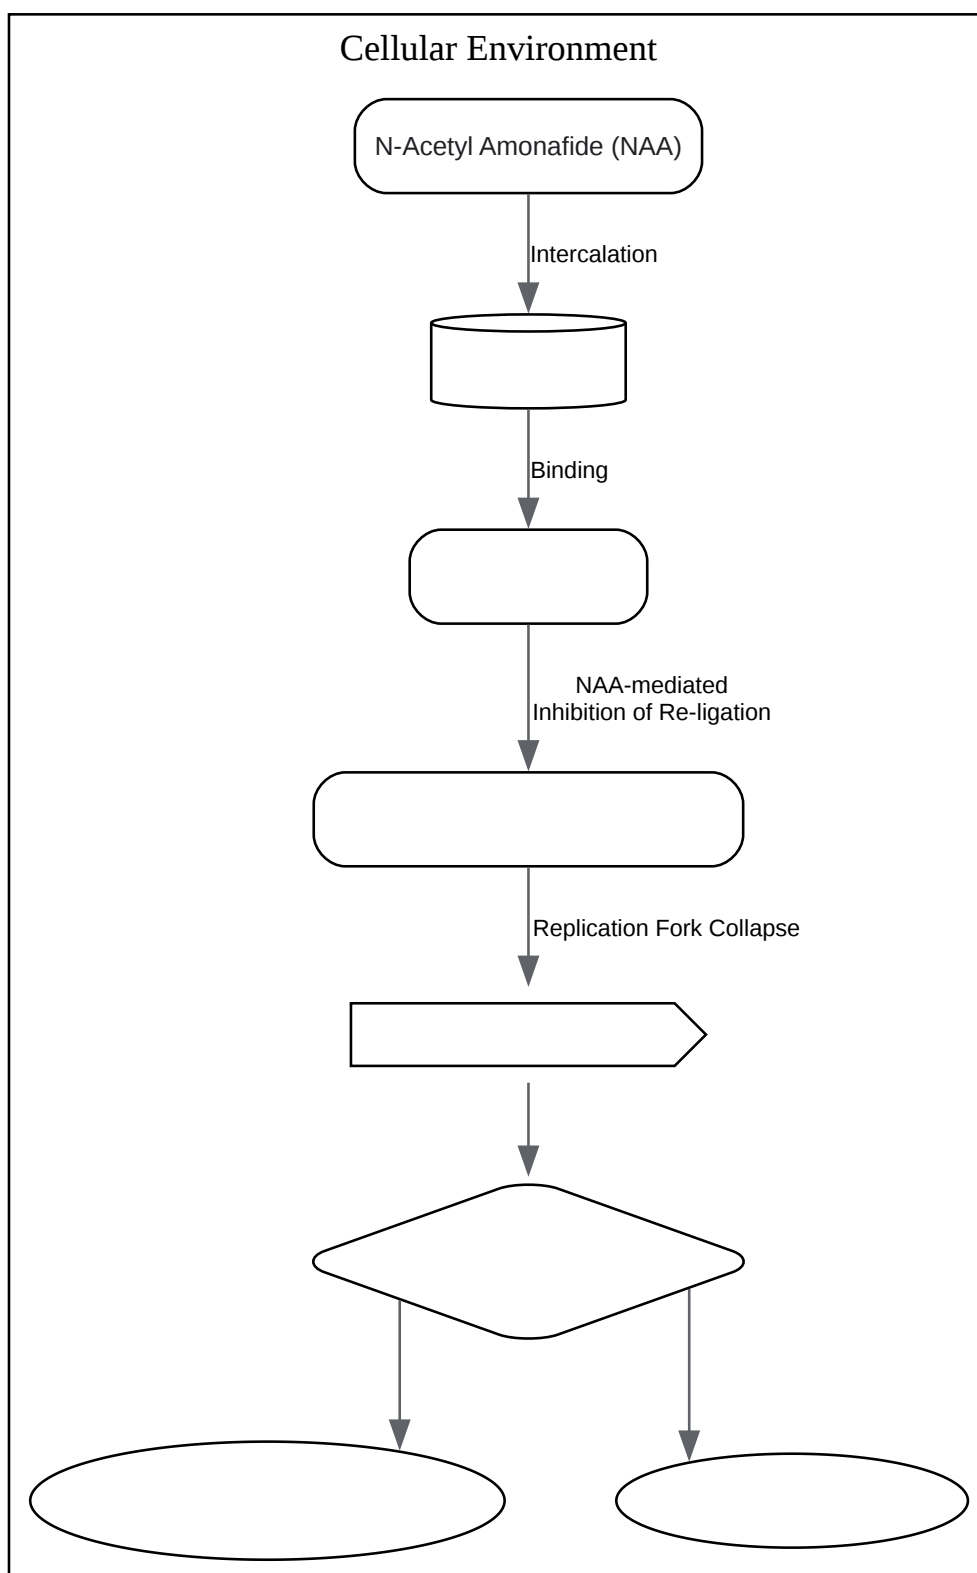 Cellular Environment
N-Acetyl Amonafide (NAA)
Intercalation
Binding
NAA-mediated
Inhibition of Re-ligation
Replication Fork Collapse